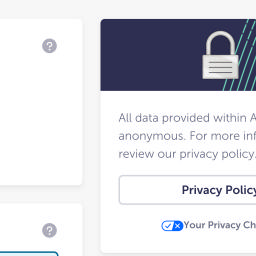 All data provided within A
anonymous. For more inf
review our privacy policy.
Privacy Policy
Your Privacy Ch